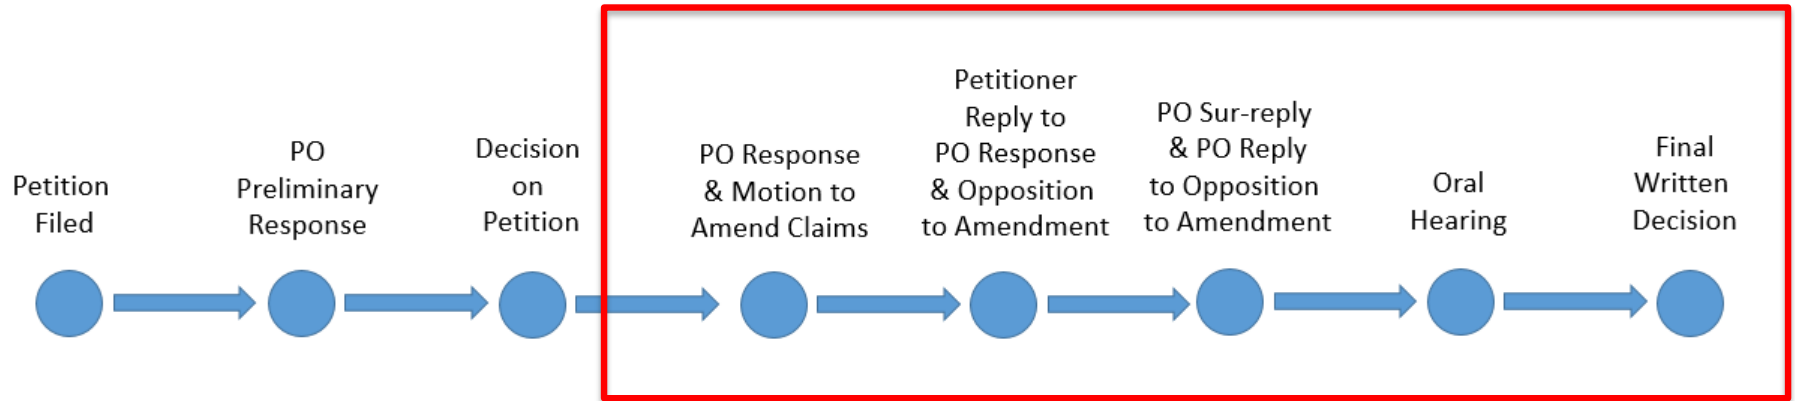 Petition
Filed
PO
Preliminary
Response
Decision
on
Petition
PO Response
& Motion to
Amend Claims
Petitioner
Reply to
PO Response
& Opposition
to Amendment
PO Sur-reply
& PO Reply
to Opposition
to Amendment
Oral
Hearing
Final
Written
Decision